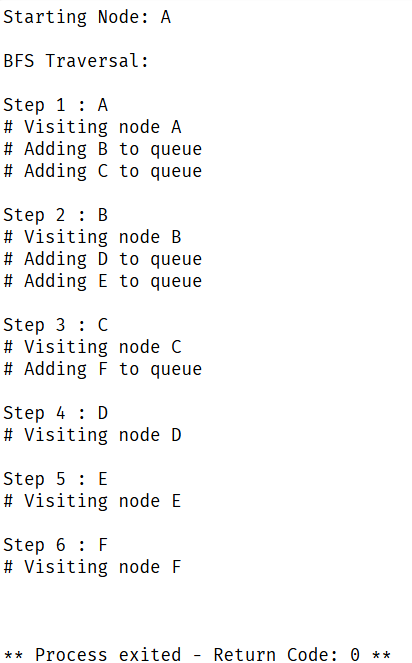 Starting Node: A
BFS Traversal:
Step 1 : A
# Visiting node A
# Adding B to queue
# Adding C to queue
Step 2 : B
# Visiting node B
# Adding D to queue
# Adding E to queue
Step 3 : C
# Visiting node C
# Adding F to queue
Step 4 : D
# Visiting node D
Step 5 : E
# Visiting node E
Step 6 : F
# Visiting node F
** Process exited - Return Code: 0 **